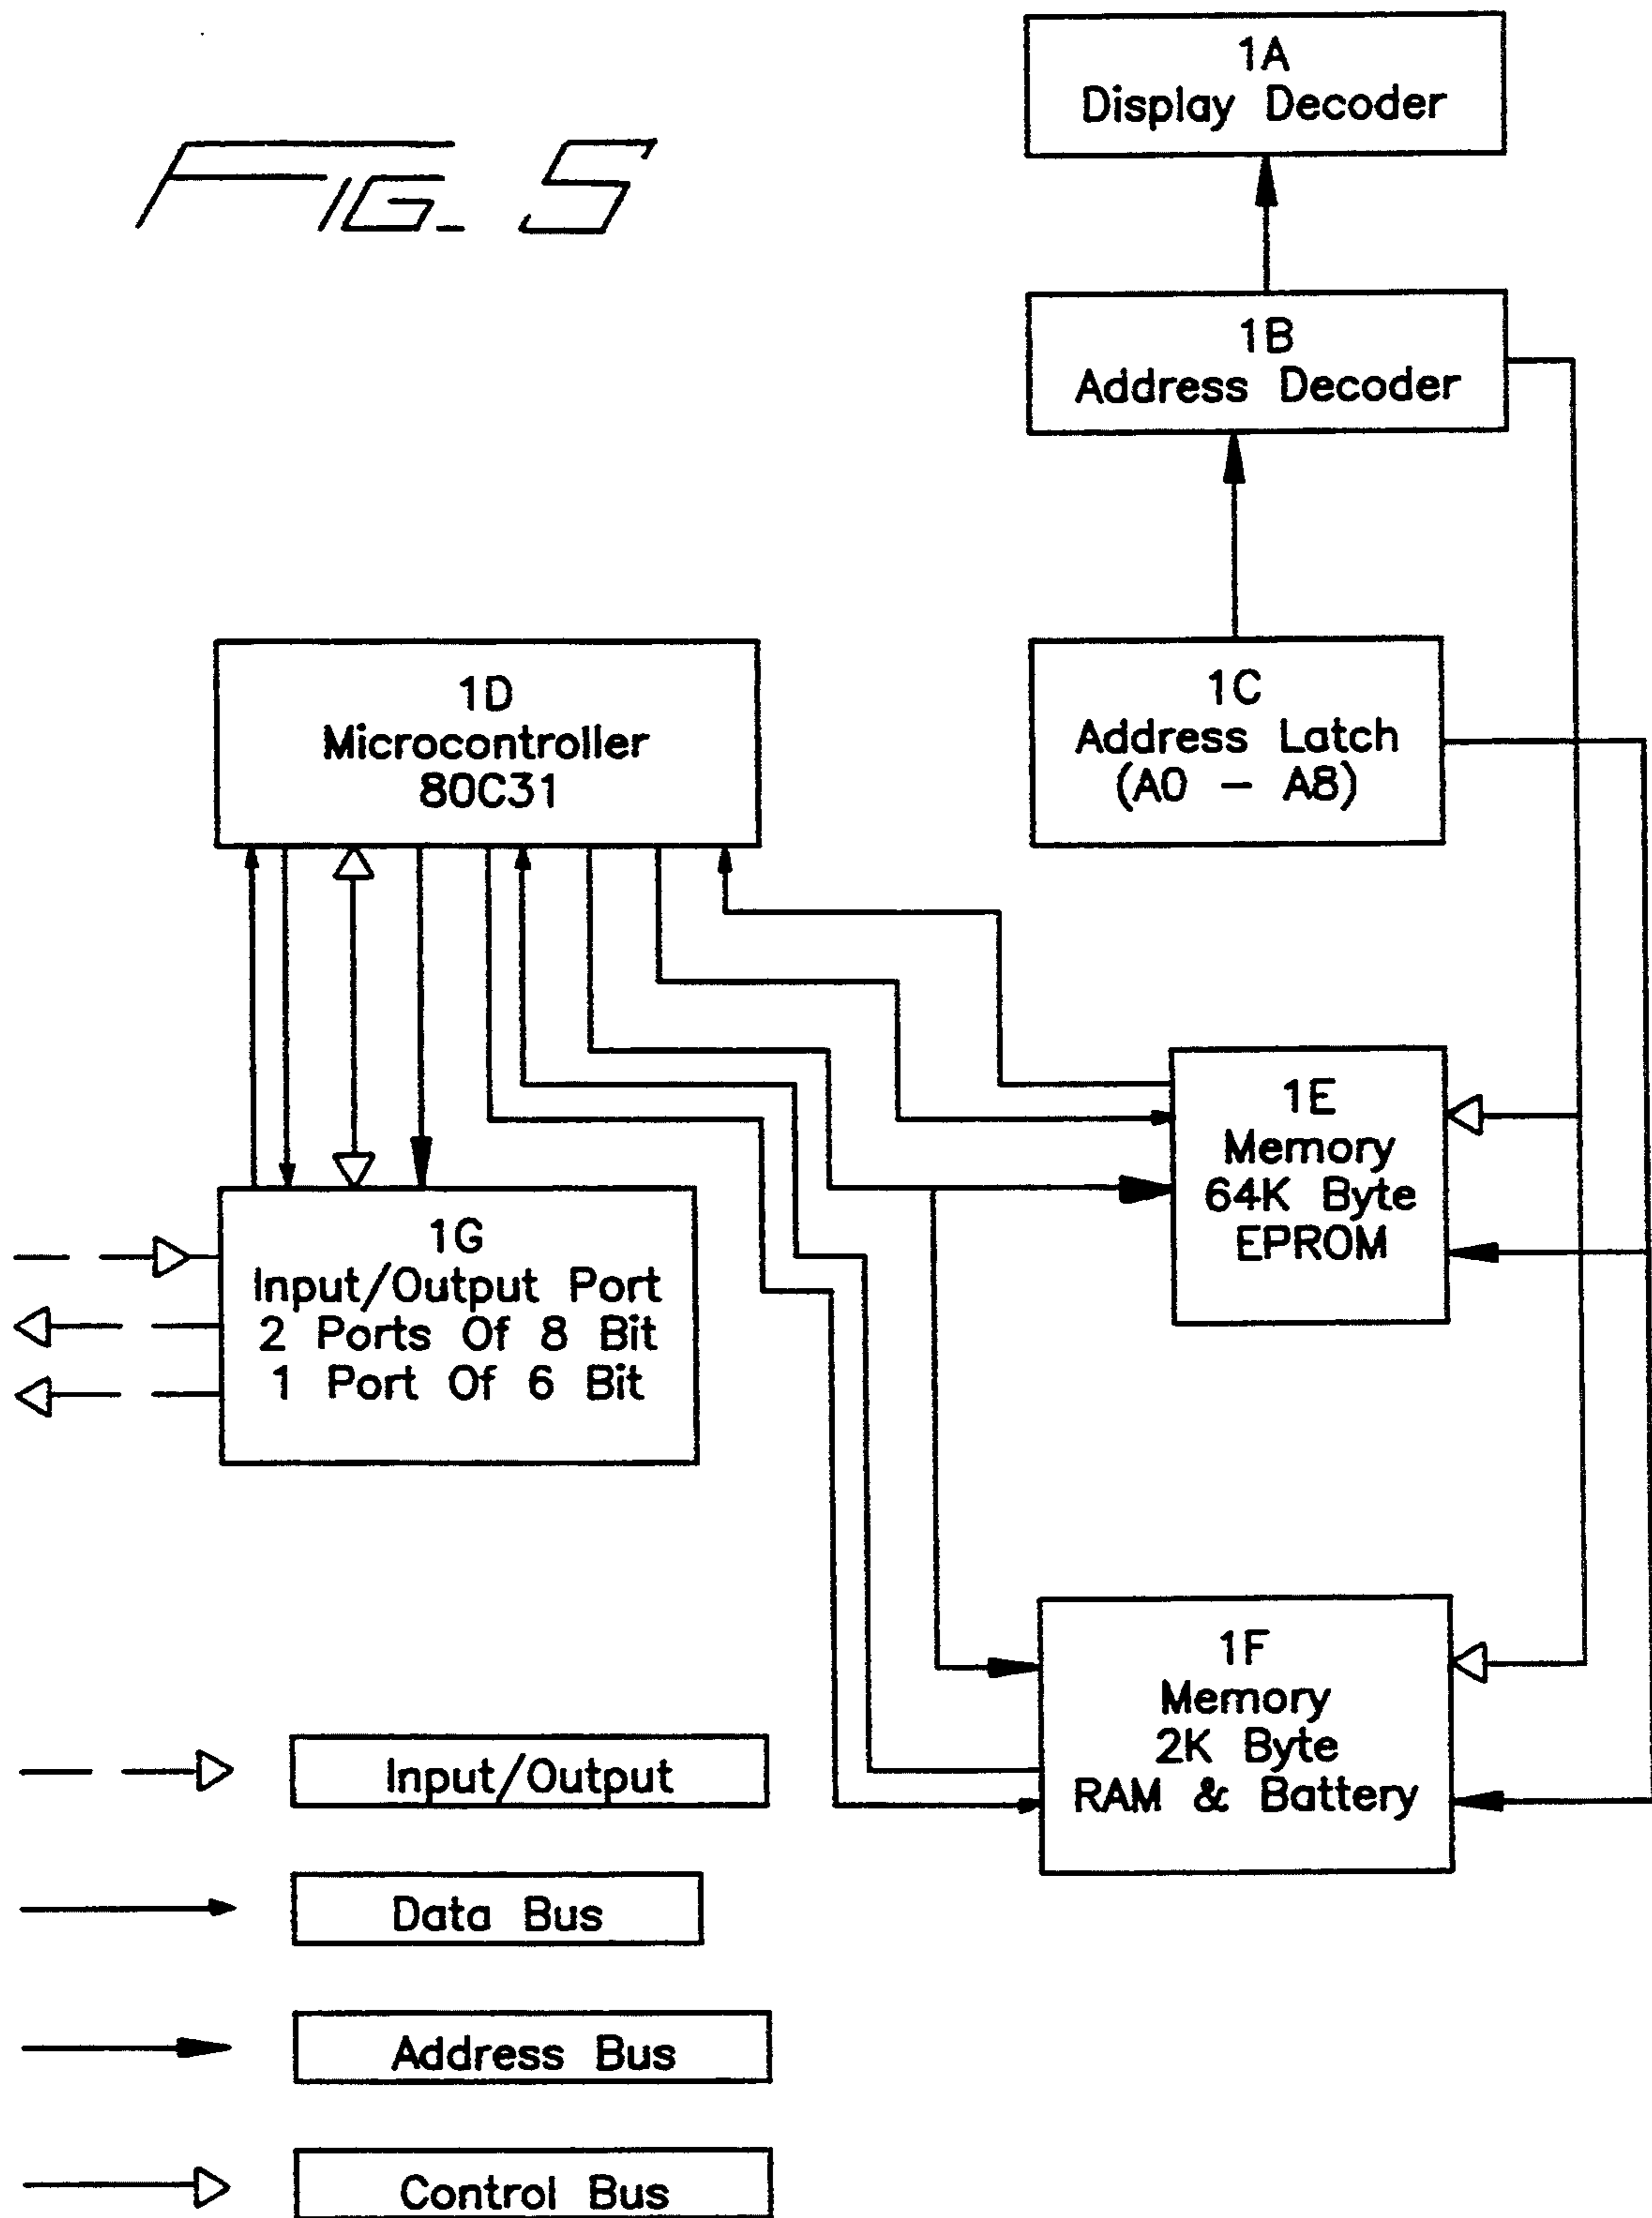 FIG. 5
1A
Display Decoder
1B
Address Decoder
1C
Address Latch
(A0 - A8)
1D
Microcontroller
80C31
1E
Memory
64K Byte
EPROM
1G
Input/Output Port
2 Ports Of 8 Bit
1 Port Of 6 Bit
1F
Memory
2K Byte
RAM & Battery
Input/Output
Data Bus
Address Bus
Control Bus